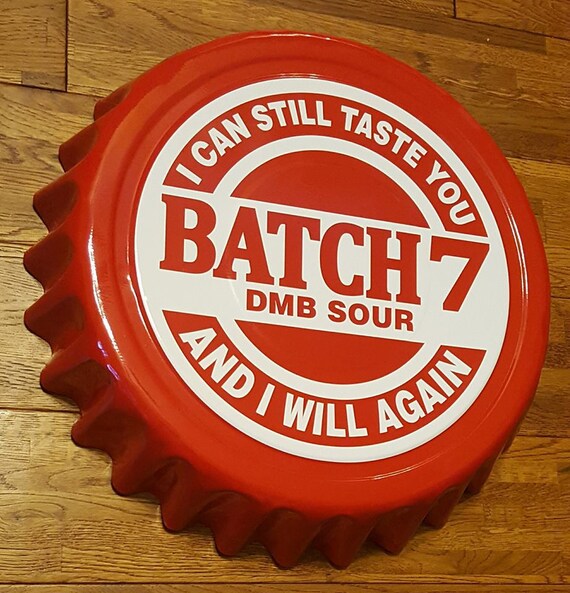 I CAN STILL TASTE YOU
BATCH 7
DMB SOUR
AND I WILL AGAIN